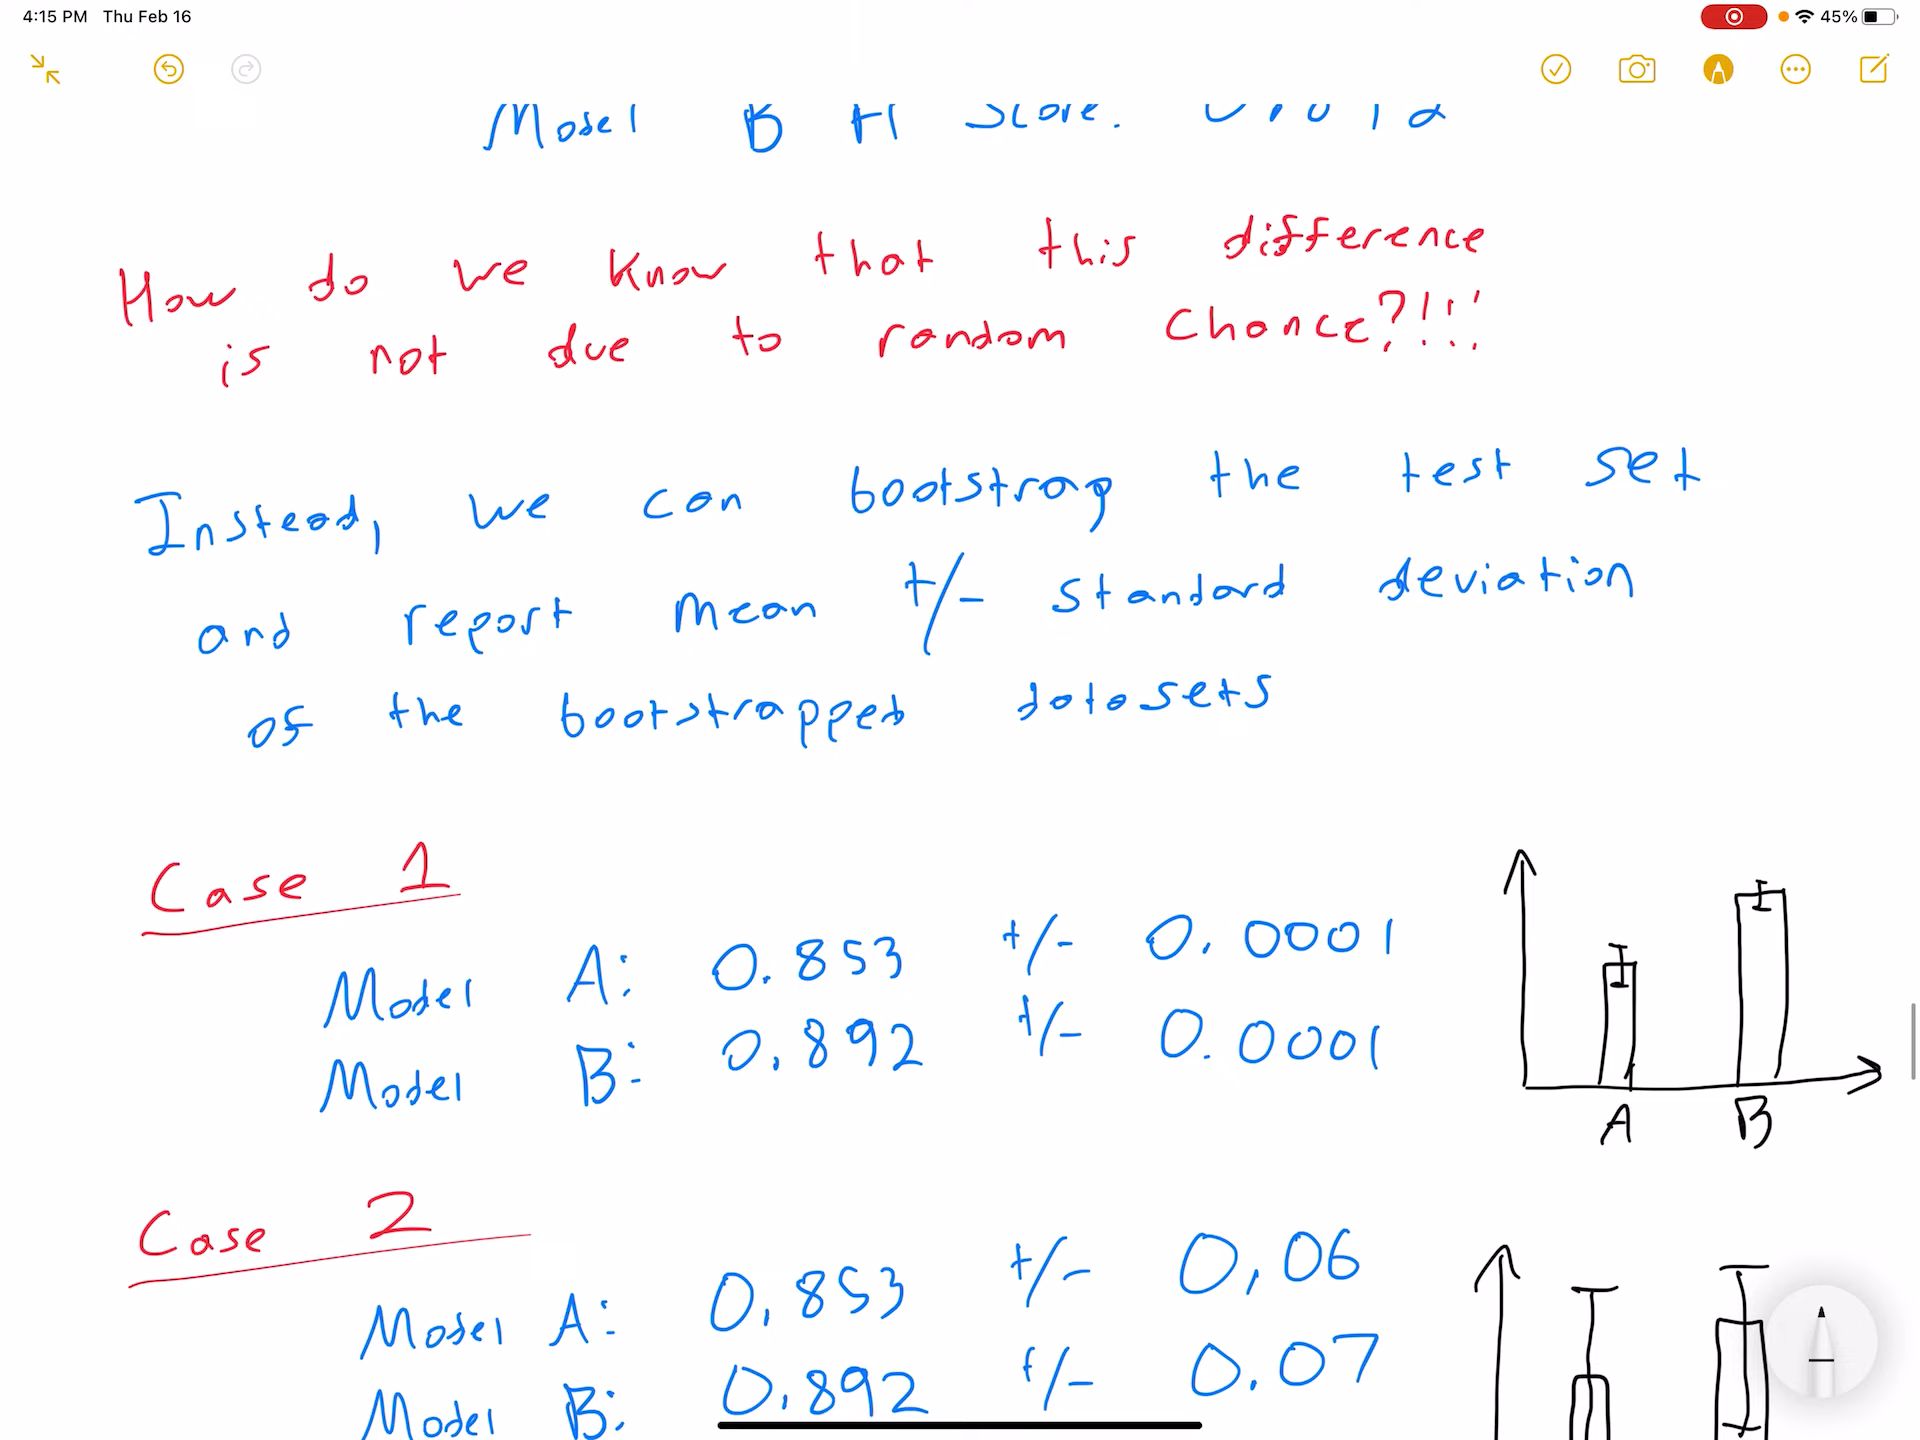 4:15 PM Thu Feb 16
45%
Model B F1 Score:
How do we know that this difference
is not due to random chance?!!!
Instead, we can bootstrap the test set
and report mean +/- standard deviation
of the bootstrapped datasets
Case 1
Model A: 0.853 +/- 0.0001
Model B: 0.892 +/- 0.0001
A B
Case 2
Model A: 0.853 +/- 0.06
Model B: 0.892 +/- 0.07